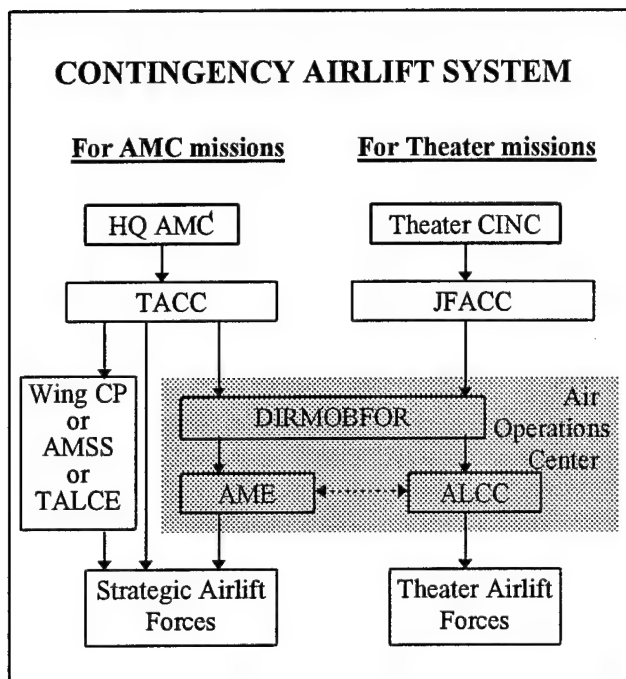 CONTINGENCY AIRLIFT SYSTEM
For AMC missions
For Theater missions
HQ AMC
Theater CINC
TACC
JFACC
Wing CP
or
AMSS
or
TALCE
Air
Operations
Center
DIRMOBFOR
AME
ALCC
Strategic Airlift
Forces
Theater Airlift
Forces